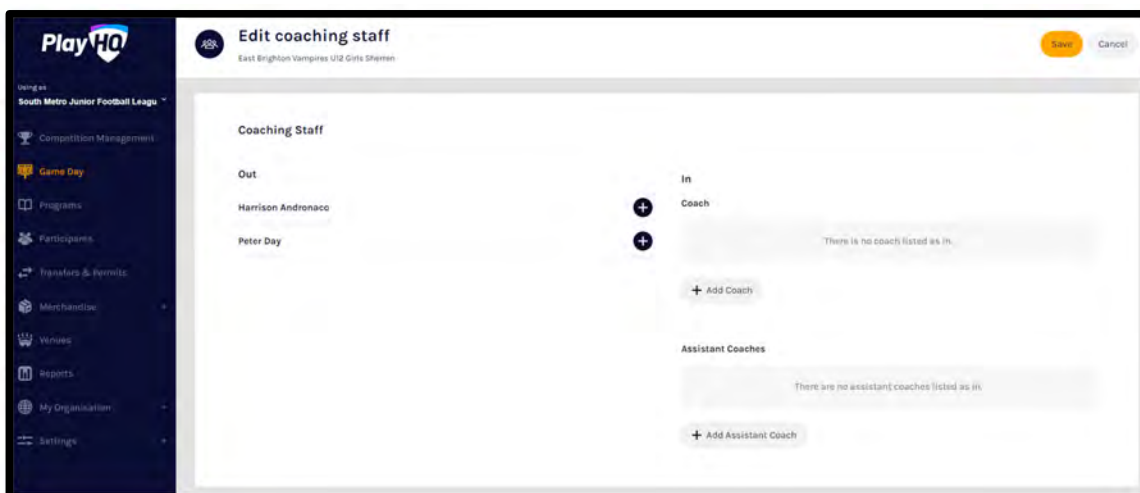 PlayHQ
Edit coaching staff
East Brighton Vampires U12 Girls Sherren
Save
Cancel
Using as
South Metro Junior Football Leagu
Competition Management
Game Day
Programs
Participants
Transfers & Permits
Merchandise
Venues
Reports
My Organisation
Settings
Coaching Staff
Out
Harrison Andronaco
Peter Day
In
Coach
There is no coach listed as in.
+ Add Coach
Assistant Coaches
There are no assistant coaches listed as in.
+ Add Assistant Coach